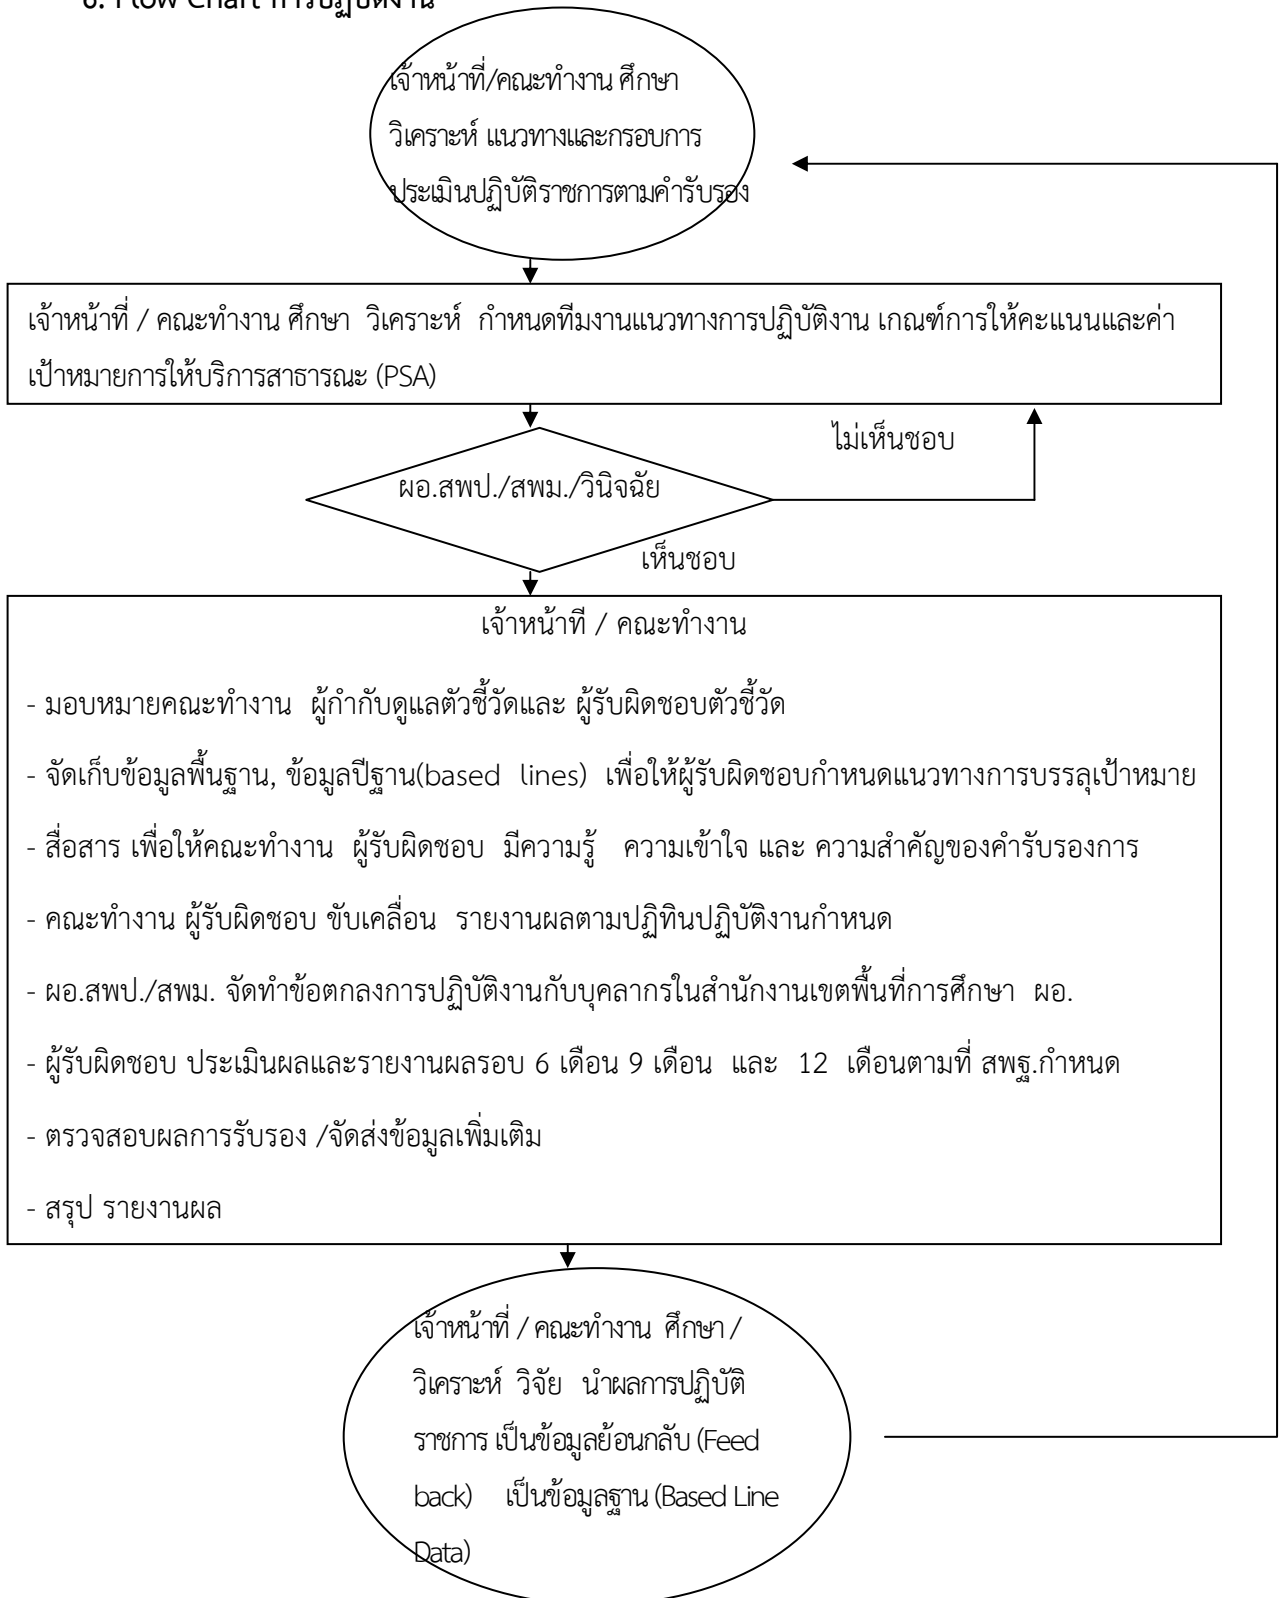 6. Flow Chart การปฏิบัติงาน
เจ้าหน้าที่/คณะทำงาน ศึกษา
วิเคราะห์ แนวทางและกรอบการ
ประเมินปฏิบัติราชการตามคำรับรอง
เจ้าหน้าที่ / คณะทำงาน ศึกษา วิเคราะห์ กำหนดทีมงานแนวทางการปฏิบัติงาน เกณฑ์การให้คะแนนและค่า
เป้าหมายการให้บริการสาธารณะ (PSA)
ไม่เห็นชอบ
ผอ.สพป./สพม./วินิจฉัย
เห็นชอบ
เจ้าหน้าที / คณะทำงาน
- มอบหมายคณะทำงาน ผู้กำกับดูแลตัวชี้วัดและ ผู้รับผิดชอบตัวชี้วัด
- จัดเก็บข้อมูลพื้นฐาน, ข้อมูลปีฐาน(based lines) เพื่อให้ผู้รับผิดชอบกำหนดแนวทางการบรรลุเป้าหมาย
- สื่อสาร เพื่อให้คณะทำงาน ผู้รับผิดชอบ มีความรู้ ความเข้าใจ และ ความสำคัญของคำรับรองการ
- คณะทำงาน ผู้รับผิดชอบ ขับเคลื่อน รายงานผลตามปฏิทินปฏิบัติงานกำหนด
- ผอ.สพป./สพม. จัดทำข้อตกลงการปฏิบัติงานกับบุคลากรในสำนักงานเขตพื้นที่การศึกษา ผอ.
- ผู้รับผิดชอบ ประเมินผลและรายงานผลรอบ 6 เดือน 9 เดือน และ 12 เดือนตามที่ สพฐ.กำหนด
- ตรวจสอบผลการรับรอง /จัดส่งข้อมูลเพิ่มเติม
- สรุป รายงานผล
เจ้าหน้าที่ / คณะทำงาน ศึกษา /
วิเคราะห์ วิจัย นำผลการปฏิบัติ
ราชการ เป็นข้อมูลย้อนกลับ (Feed
back) เป็นข้อมูลฐาน (Based Line
Data)